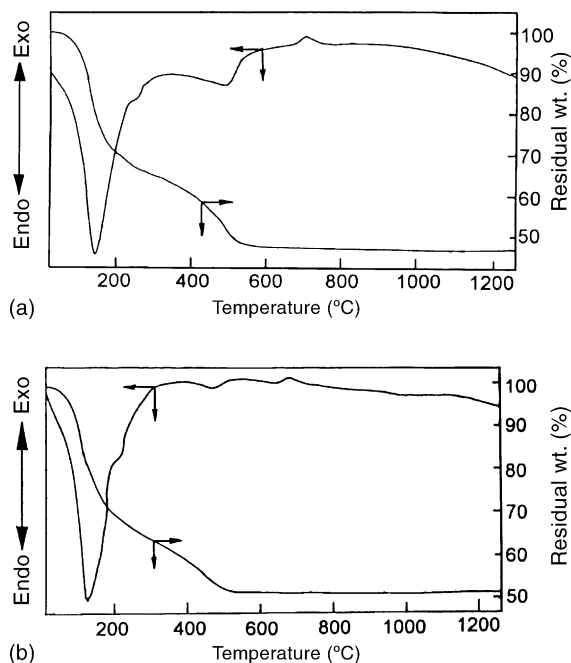 Exo
Endo
100
90
80
70
60
50
Residual wt. (%)
200 400 600 800 1000 1200
(a) Temperature (ºC)
Exo
Endo
100
90
80
70
60
50
Residual wt. (%)
200 400 600 800 1000 1200
(b) Temperature (ºC)